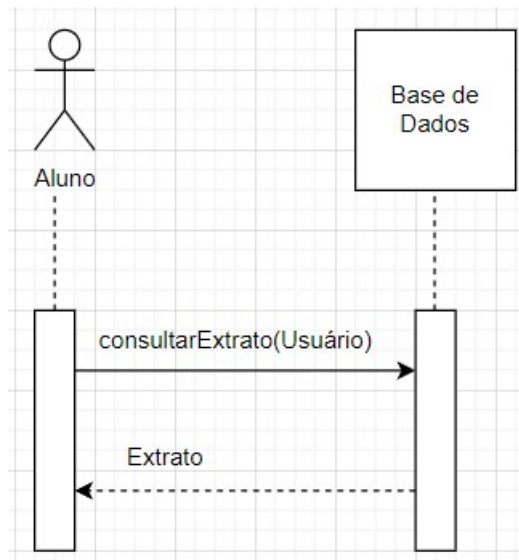 Base de
Dados
Aluno
consultarExtrato(Usuário)
Extrato